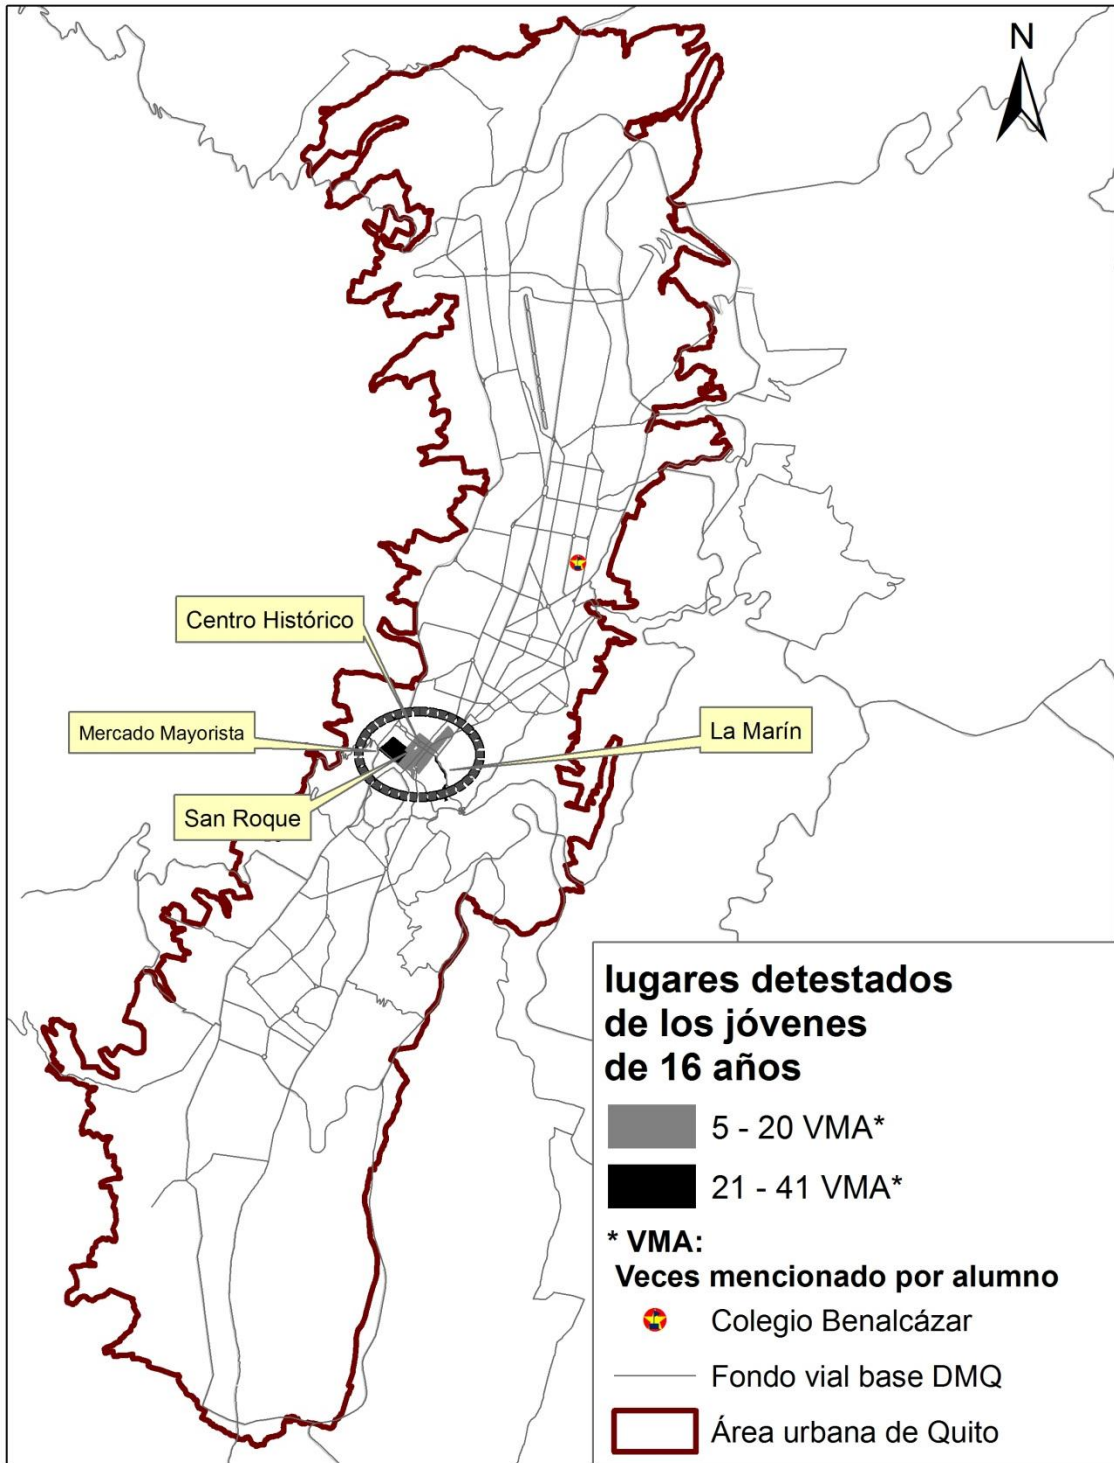 N
Centro Histórico
Mercado Mayorista
La Marín
San Roque
lugares detestados
de los jóvenes
de 16 años
5 - 20 VMA*
21 - 41 VMA*
* VMA:
Veces mencionado por alumno
Colegio Benalcázar
Fondo vial base DMQ
Área urbana de Quito